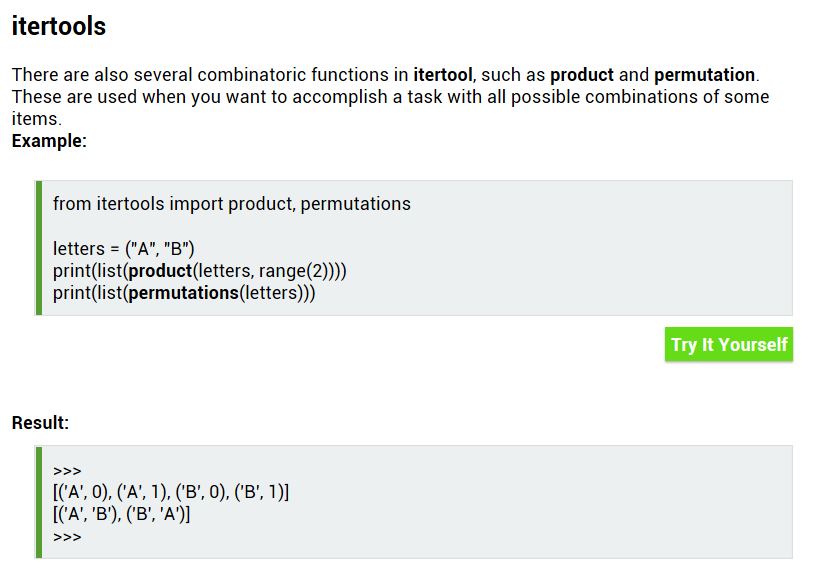 itertools
There are also several combinatoric functions in itertool, such as product and permutation.
These are used when you want to accomplish a task with all possible combinations of some
items.
Example:
from itertools import product, permutations
letters = ("A", "B")
print(list(product(letters, range(2))))
print(list(permutations(letters)))
Try It Yourself
Result:
>>>
[('A', 0), ('A', 1), ('B', 0), ('B', 1)]
[('A', 'B'), ('B', 'A')]
>>>